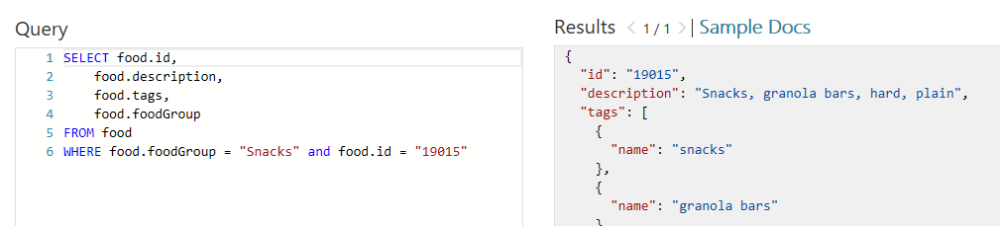 Query
1 SELECT food.id,
2     food.description,
3     food.tags,
4     food.foodGroup
5 FROM food
6 WHERE food.foodGroup = "Snacks" and food.id = "19015"
Results < 1 / 1 > | Sample Docs
{
  "id": "19015",
  "description": "Snacks, granola bars, hard, plain",
  "tags": [
    {
      "name": "snacks"
    },
    {
      "name": "granola bars"
    }